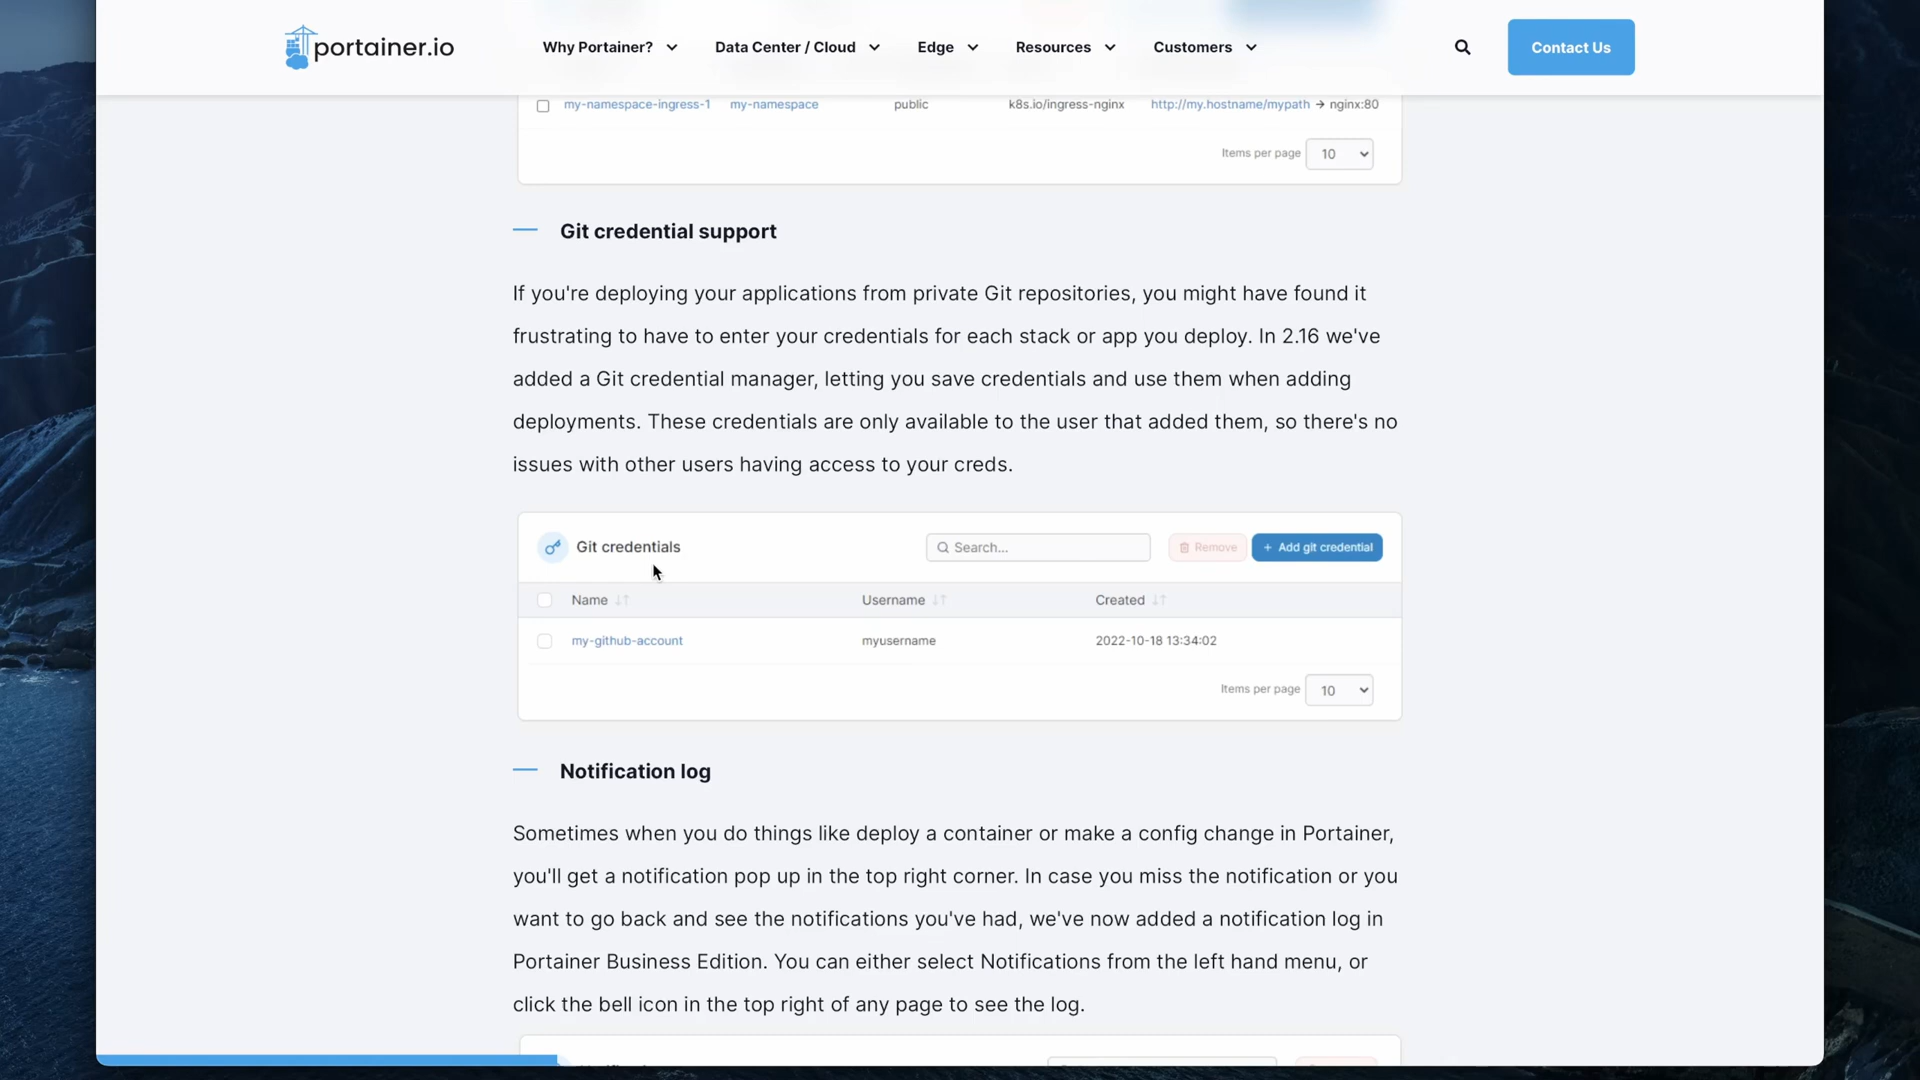 portainer.io
Why Portainer?
Data Center / Cloud
Edge
Resources
Customers
Contact Us
my-namespace-ingress-1 my-namespace public k8s.io/ingress-nginx http://my.hostname/mypath → nginx:80
Items per page 10
Git credential support
If you're deploying your applications from private Git repositories, you might have found it
frustrating to have to enter your credentials for each stack or app you deploy. In 2.16 we've
added a Git credential manager, letting you save credentials and use them when adding
deployments. These credentials are only available to the user that added them, so there's no
issues with other users having access to your creds.
Git credentials Search... Remove + Add git credential
Name Username Created
my-github-account myusername 2022-10-18 13:34:02
Items per page 10
Notification log
Sometimes when you do things like deploy a container or make a config change in Portainer,
you'll get a notification pop up in the top right corner. In case you miss the notification or you
want to go back and see the notifications you've had, we've now added a notification log in
Portainer Business Edition. You can either select Notifications from the left hand menu, or
click the bell icon in the top right of any page to see the log.